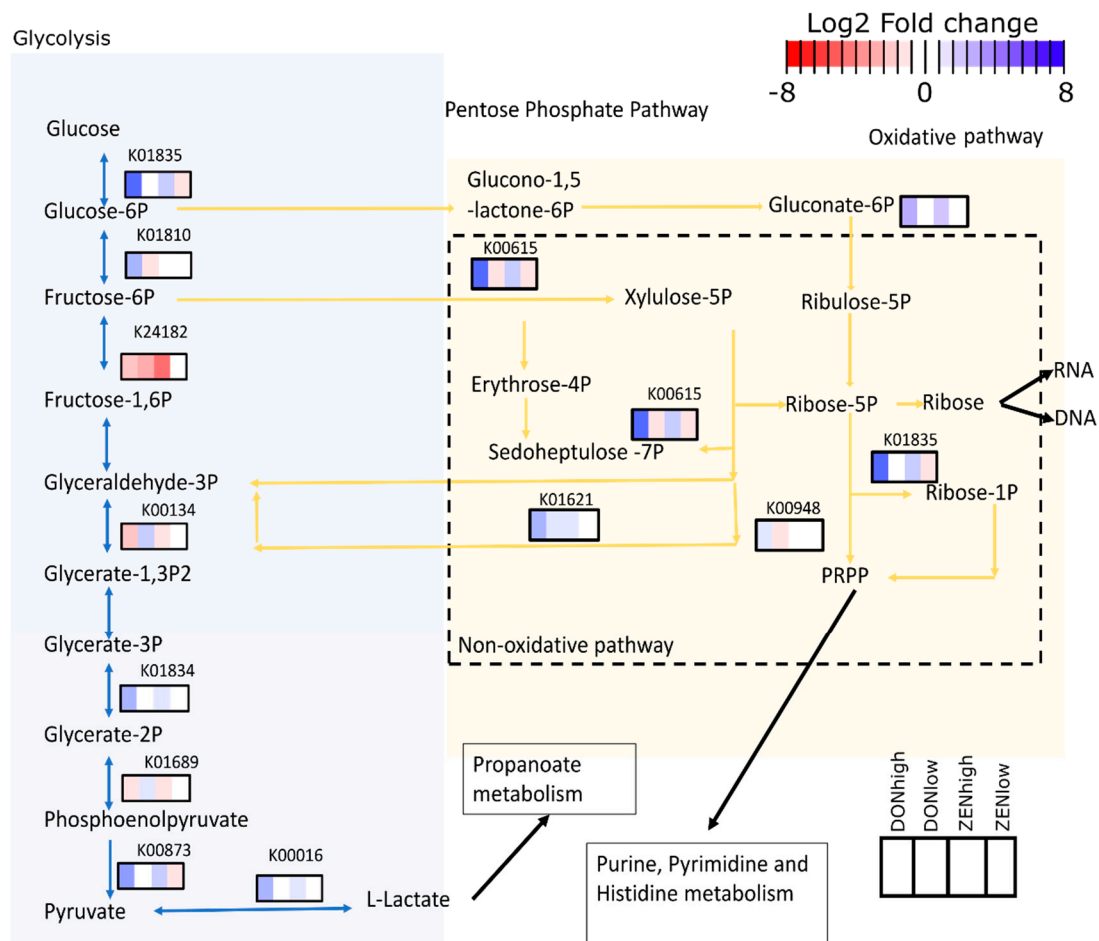 Log2 Fold change
-8 0 8
Glycolysis
Pentose Phosphate Pathway
Oxidative pathway
Glucose
K01835
Glucose-6P
K01810
Fructose-6P
K24182
Fructose-1,6P
Glyceraldehyde-3P
K00134
Glycerate-1,3P2
Glycerate-3P
K01834
Glycerate-2P
K01689
Phosphoenolpyruvate
K00873
Pyruvate
K00016
L-Lactate
Glucono-1,5
-lactone-6P
Gluconate-6P
K00615
Xylulose-5P
Ribulose-5P
Erythrose-4P
K00615
Sedoheptulose -7P
Ribose-5P
Ribose
RNA
DNA
K01835
Ribose-1P
K01621
K00948
PRPP
Non-oxidative pathway
Propanoate
metabolism
Purine, Pyrimidine and
Histidine metabolism
DONhigh
DONlow
ZENhigh
ZENlow